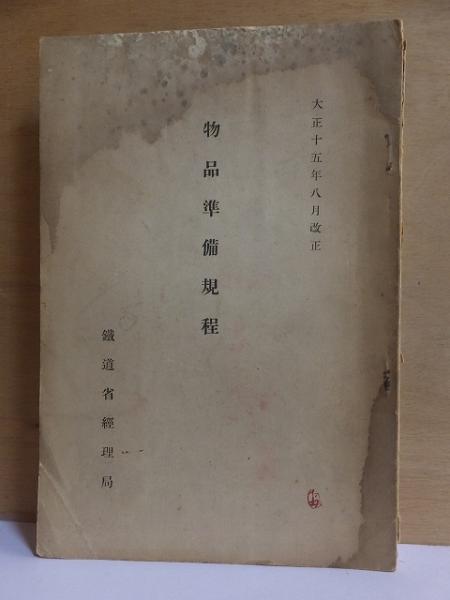 大正十五年八月改正
物品準備規程
鐵道省經理局